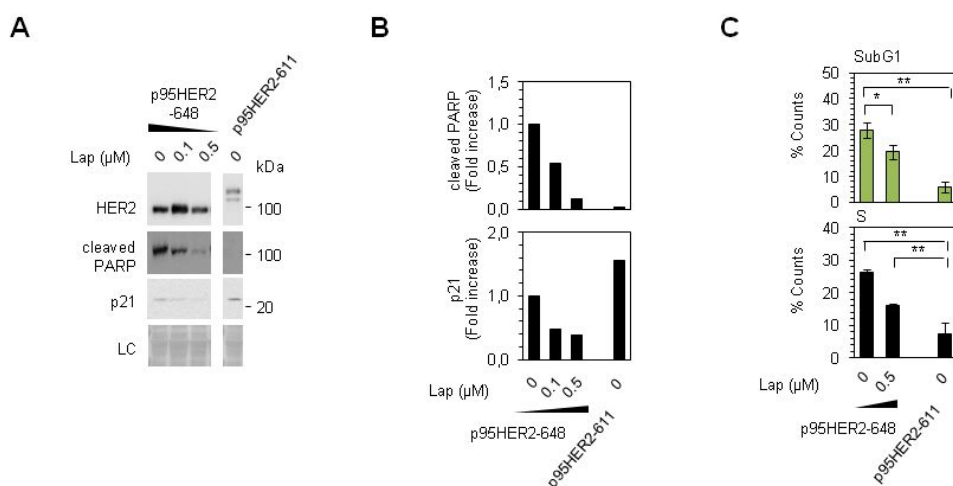 A
p95HER2
-648
p95HER2-611
Lap (µM) 0 0.1 0.5 0 kDa
HER2 - 100
cleaved
PARP - 100
p21 - 20
LC
B
1,5
1,0
0,5
0,0
cleaved PARP
(Fold increase)
2,0
1,0
0,0
p21
(Fold increase)
Lap (µM) 0 0.1 0.5 0
p95HER2-648
p95HER2-611
C
SubG1
50
40
30
20
10
0
% Counts
**
*
S
50
40
30
20
10
0
% Counts
**
**
Lap (µM) 0 0.5 0
p95HER2-648
p95HER2-611